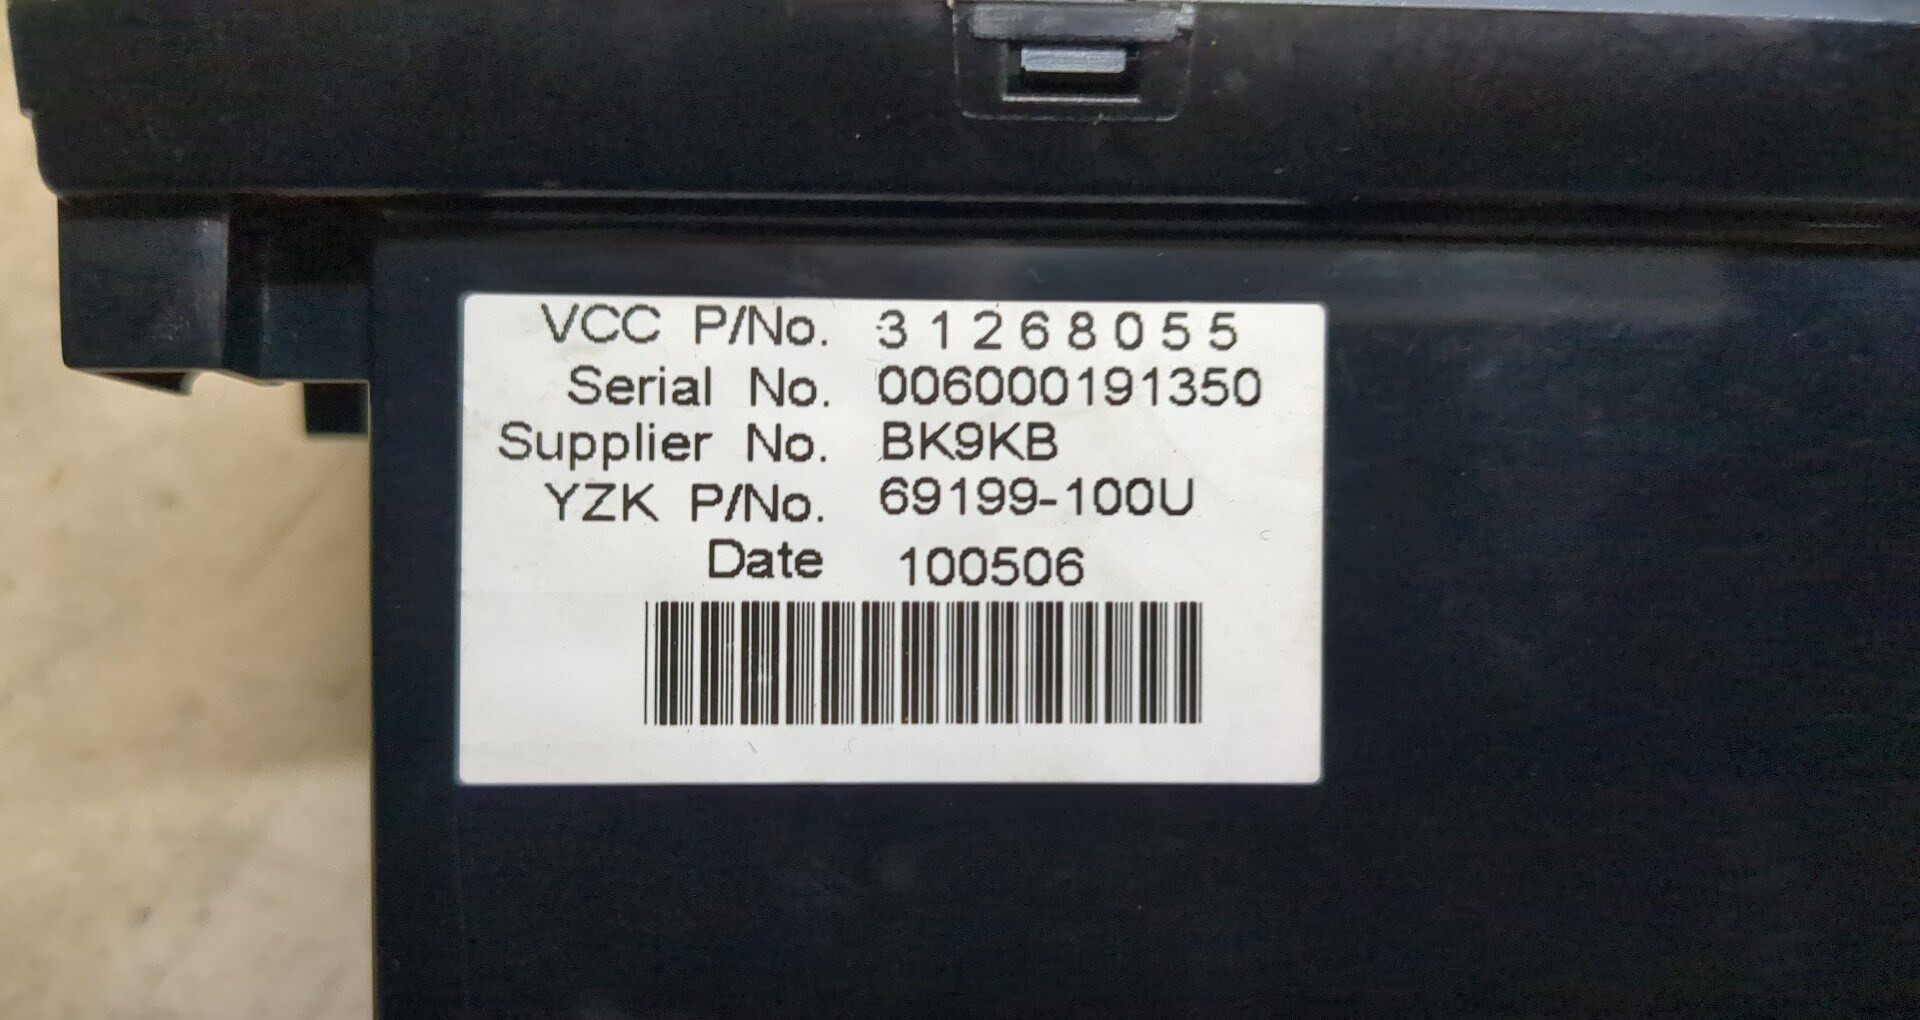 VCC P/No. 31268055
Serial No. 006000191350
Supplier No. BK9KB
YZK P/No. 69199-100U
Date 100506